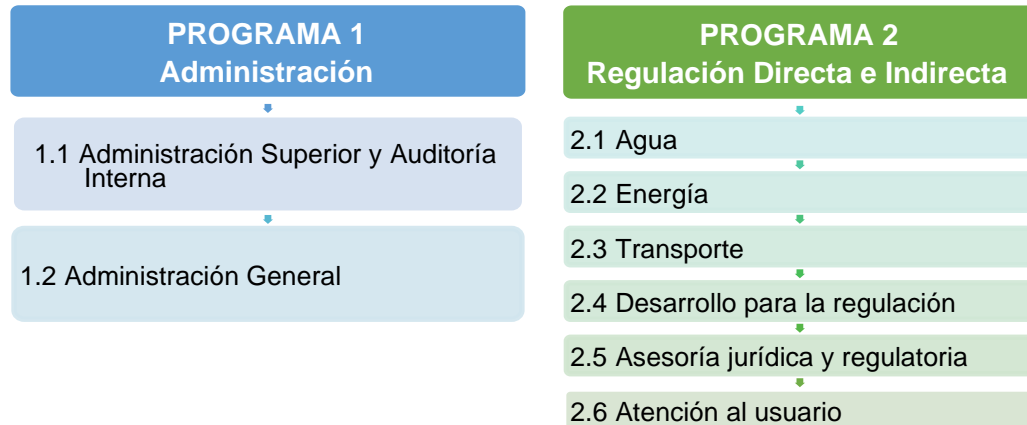 PROGRAMA 1
Administración
1.1 Administración Superior y Auditoría
Interna
1.2 Administración General
PROGRAMA 2
Regulación Directa e Indirecta
2.1 Agua
2.2 Energía
2.3 Transporte
2.4 Desarrollo para la regulación
2.5 Asesoría jurídica y regulatoria
2.6 Atención al usuario